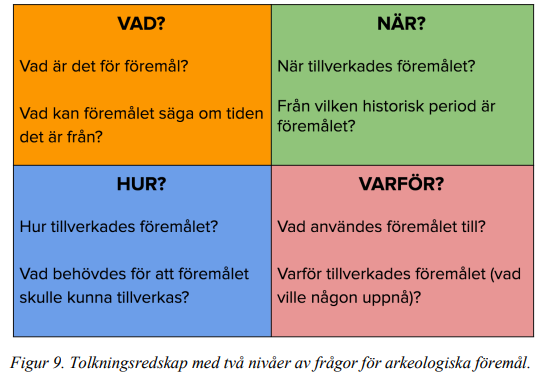 VAD?
Vad är det för föremål?
Vad kan föremålet säga om tiden
det är från?
NÄR?
När tillverkades föremålet?
Från vilken historisk period är
föremålet?
HUR?
Hur tillverkades föremålet?
Vad behövdes för att föremålet
skulle kunna tillverkas?
VARFÖR?
Vad användes föremålet till?
Varför tillverkades föremålet (vad
ville någon uppnå)?
Figur 9. Tolkningsredskap med två nivåer av frågor för arkeologiska föremål.